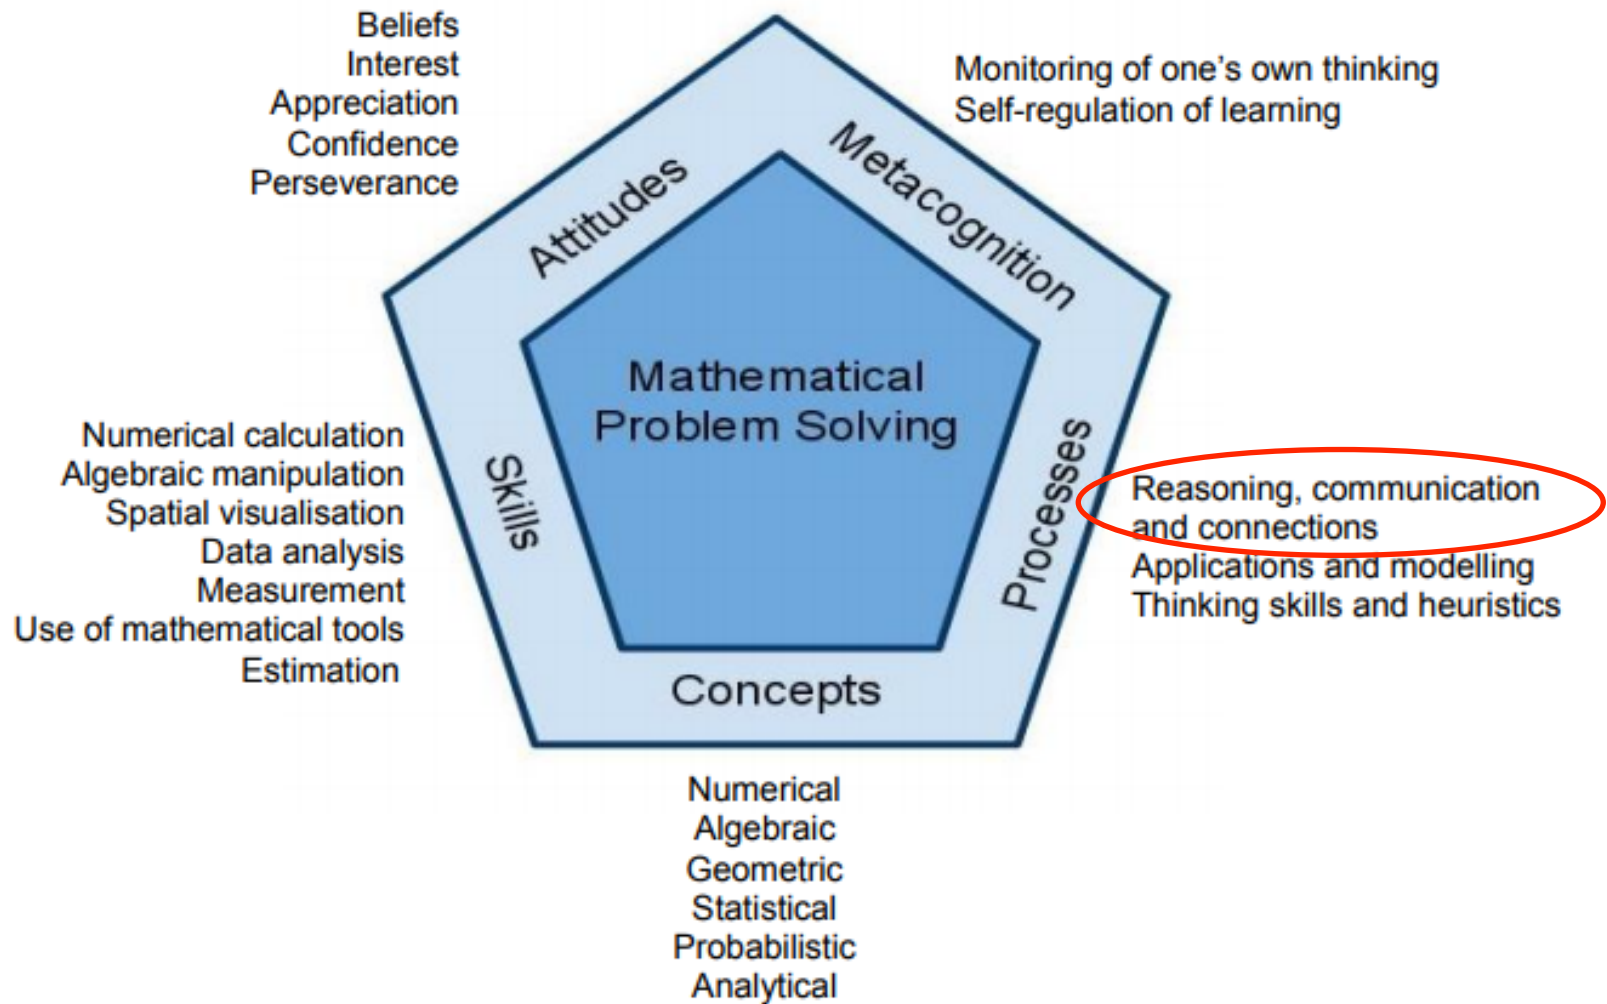 Beliefs
Interest
Appreciation
Confidence
Perseverance
Monitoring of one's own thinking
Self-regulation of learning
Attitudes
Metacognition
Mathematical
Problem Solving
Numerical calculation
Algebraic manipulation
Spatial visualisation
Data analysis
Measurement
Use of mathematical tools
Estimation
Skills
Processes
Reasoning, communication
and connections
Applications and modelling
Thinking skills and heuristics
Concepts
Numerical
Algebraic
Geometric
Statistical
Probabilistic
Analytical